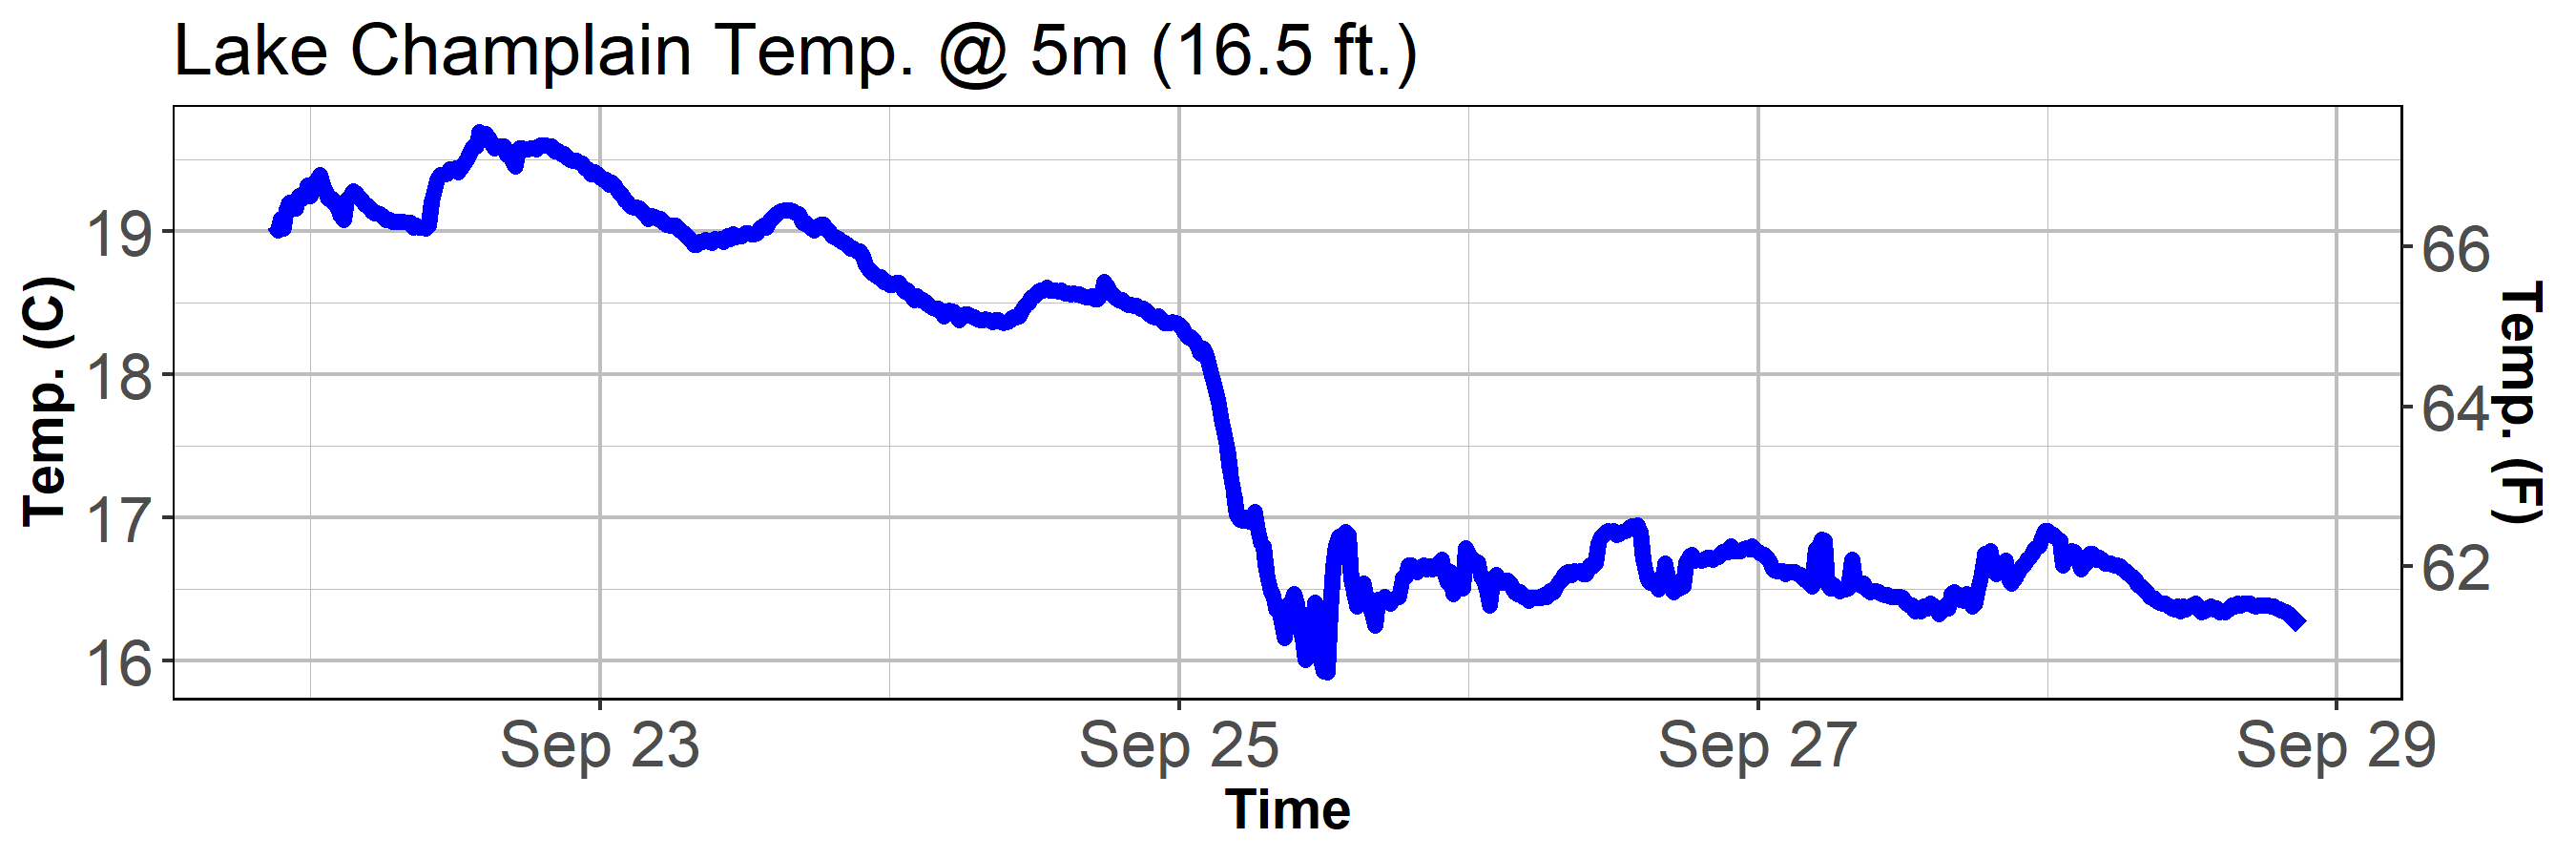 Lake Champlain Temp. @ 5m (16.5 ft.)
Temp. (C)
19
18
17
16
66
64
62
Temp. (F)
Sep 23
Sep 25
Sep 27
Sep 29
Time